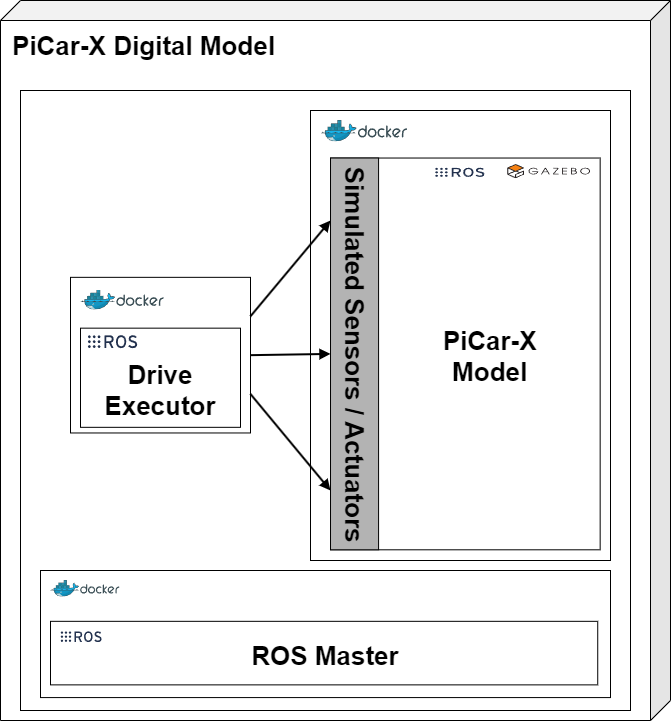 PiCar-X Digital Model
docker
ROS
GAZEBO
Simulated Sensors / Actuators
PiCar-X
Model
docker
ROS
Drive
Executor
docker
ROS
ROS Master